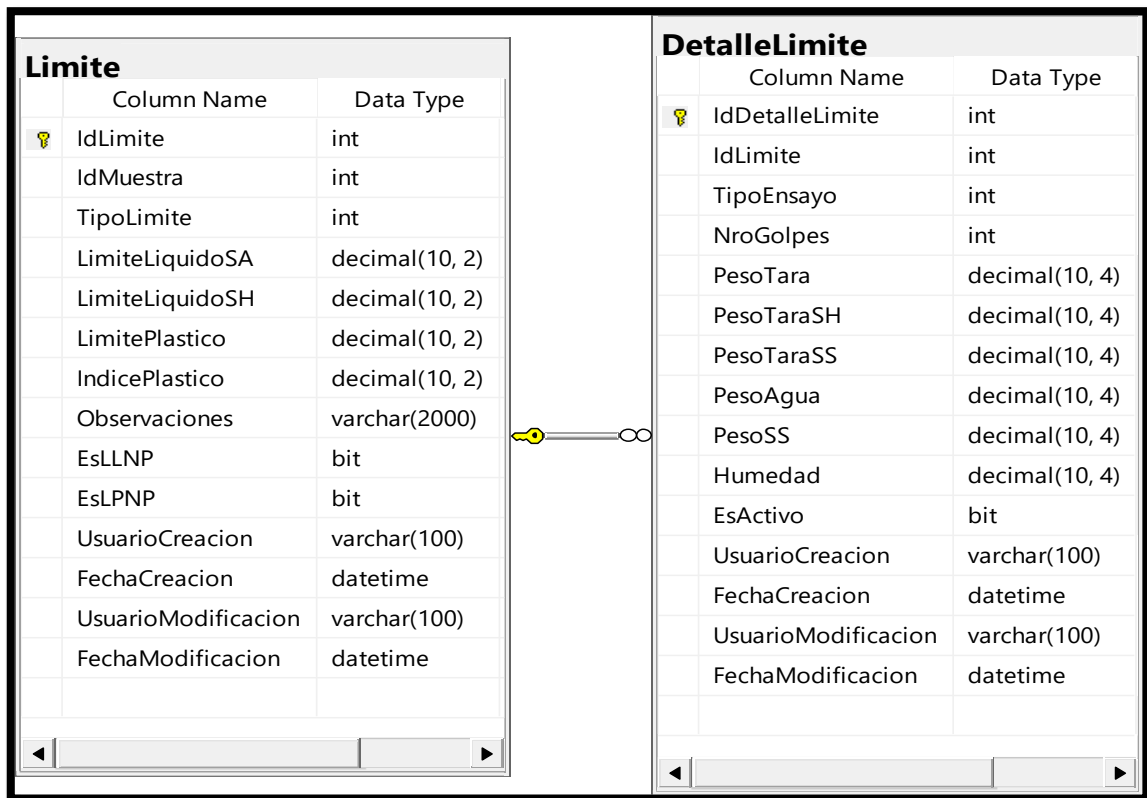 Limite
Column Name Data Type
IdLimite int
IdMuestra int
TipoLimite int
LimiteLiquidoSA decimal(10, 2)
LimiteLiquidoSH decimal(10, 2)
LimitePlastico decimal(10, 2)
IndicePlastico decimal(10, 2)
Observaciones varchar(2000)
EsLLNP bit
EsLPNP bit
UsuarioCreacion varchar(100)
FechaCreacion datetime
UsuarioModificacion varchar(100)
FechaModificacion datetime
DetalleLimite
Column Name Data Type
IdDetalleLimite int
IdLimite int
TipoEnsayo int
NroGolpes int
PesoTara decimal(10, 4)
PesoTaraSH decimal(10, 4)
PesoTaraSS decimal(10, 4)
PesoAgua decimal(10, 4)
PesoSS decimal(10, 4)
Humedad decimal(10, 4)
EsActivo bit
UsuarioCreacion varchar(100)
FechaCreacion datetime
UsuarioModificacion varchar(100)
FechaModificacion datetime